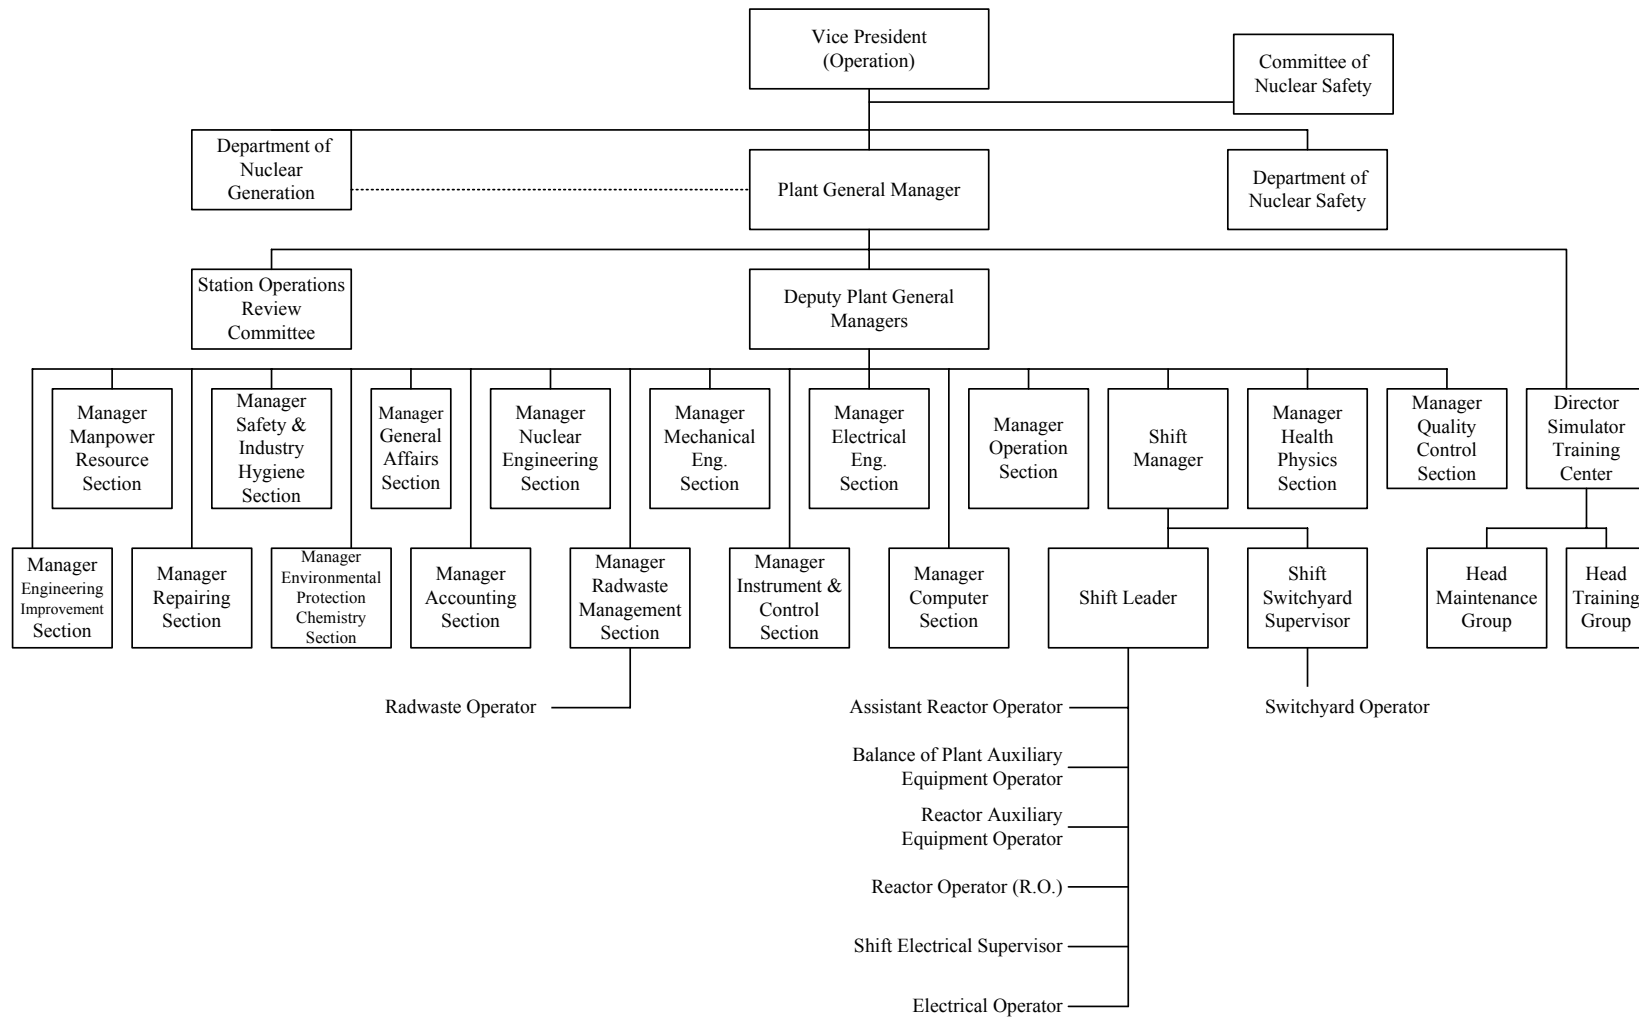 Vice President
(Operation)
Committee of
Nuclear Safety
Department of
Nuclear
Generation
Plant General Manager
Department of
Nuclear Safety
Station Operations
Review
Committee
Deputy Plant General
Managers
Manager
Manpower
Resource
Section
Manager
Safety &
Industry
Hygiene
Section
Manager
General
Affairs
Section
Manager
Nuclear
Engineering
Section
Manager
Mechanical
Eng.
Section
Manager
Electrical
Eng.
Section
Manager
Operation
Section
Shift
Manager
Manager
Health
Physics
Section
Manager
Quality
Control
Section
Director
Simulator
Training
Center
Manager
Engineering
Improvement
Section
Manager
Repairing
Section
Manager
Environmental
Protection
Chemistry
Section
Manager
Accounting
Section
Manager
Radwaste
Management
Section
Manager
Instrument &
Control
Section
Manager
Computer
Section
Shift Leader
Shift
Switchyard
Supervisor
Head
Maintenance
Group
Head
Training
Group
Radwaste Operator
Assistant Reactor Operator
Switchyard Operator
Balance of Plant Auxiliary
Equipment Operator
Reactor Auxiliary
Equipment Operator
Reactor Operator (R.O.)
Shift Electrical Supervisor
Electrical Operator